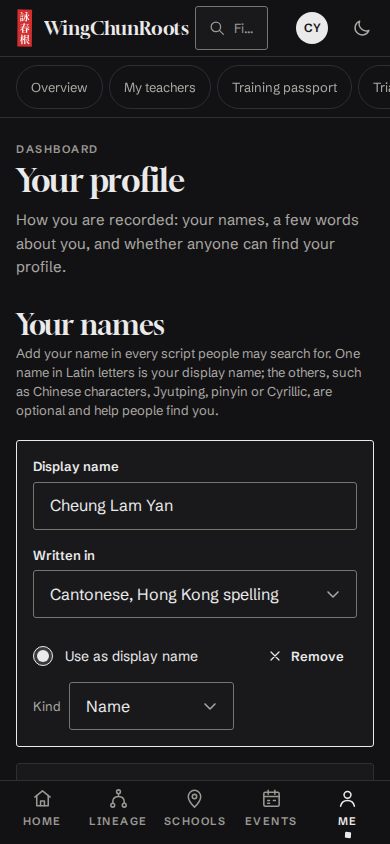 詠春根
WingChunRoots
Fi...
CY
Overview
My teachers
Training passport
Tria
DASHBOARD
Your profile
How you are recorded: your names, a few words
about you, and whether anyone can find your
profile.
Your names
Add your name in every script people may search for. One
name in Latin letters is your display name; the others, such
as Chinese characters, Jyutping, pinyin or Cyrillic, are
optional and help people find you.
Display name
Cheung Lam Yan
Written in
Cantonese, Hong Kong spelling
Use as display name
Remove
Kind
Name
HOME
LINEAGE
SCHOOLS
EVENTS
ME